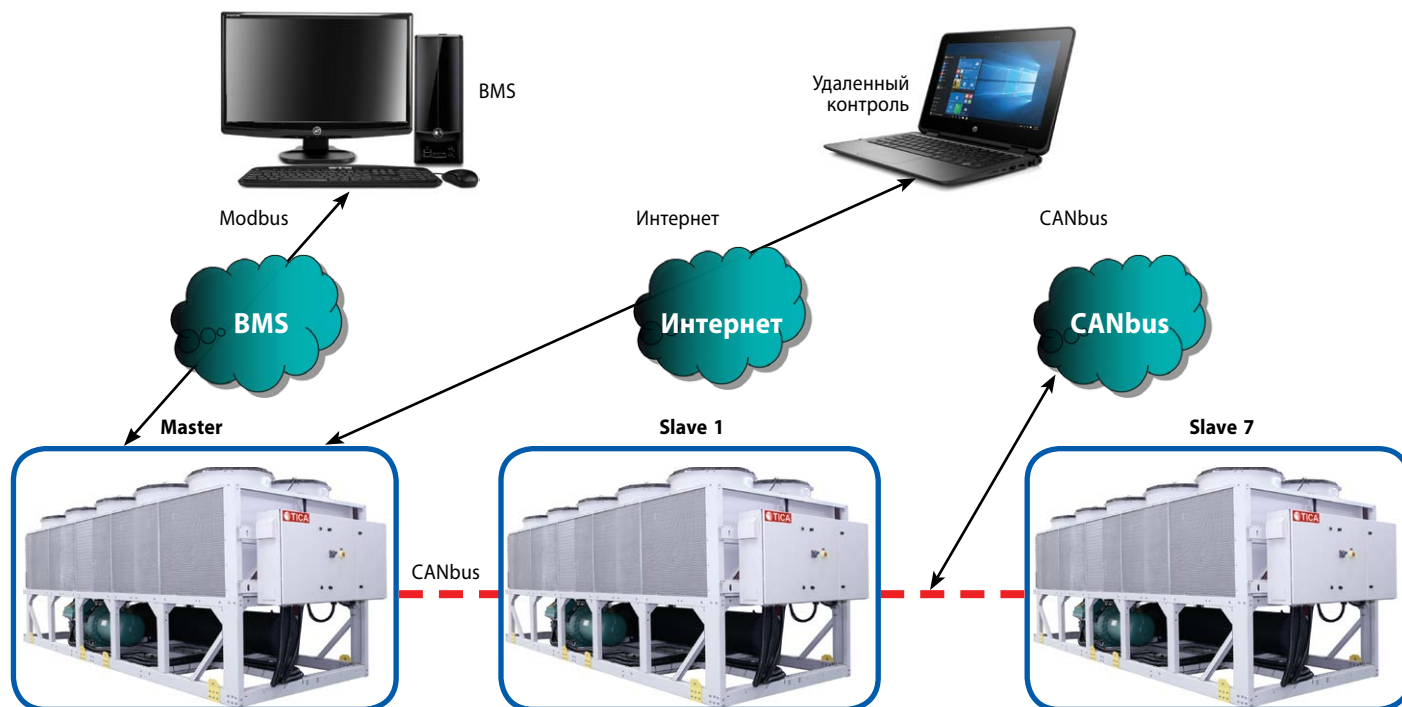 BMS
Удаленный
контроль
Modbus
Интернет
CANbus
BMS
Интернет
CANbus
Master
Slave 1
Slave 7
TICA
TICA
TICA
CANbus